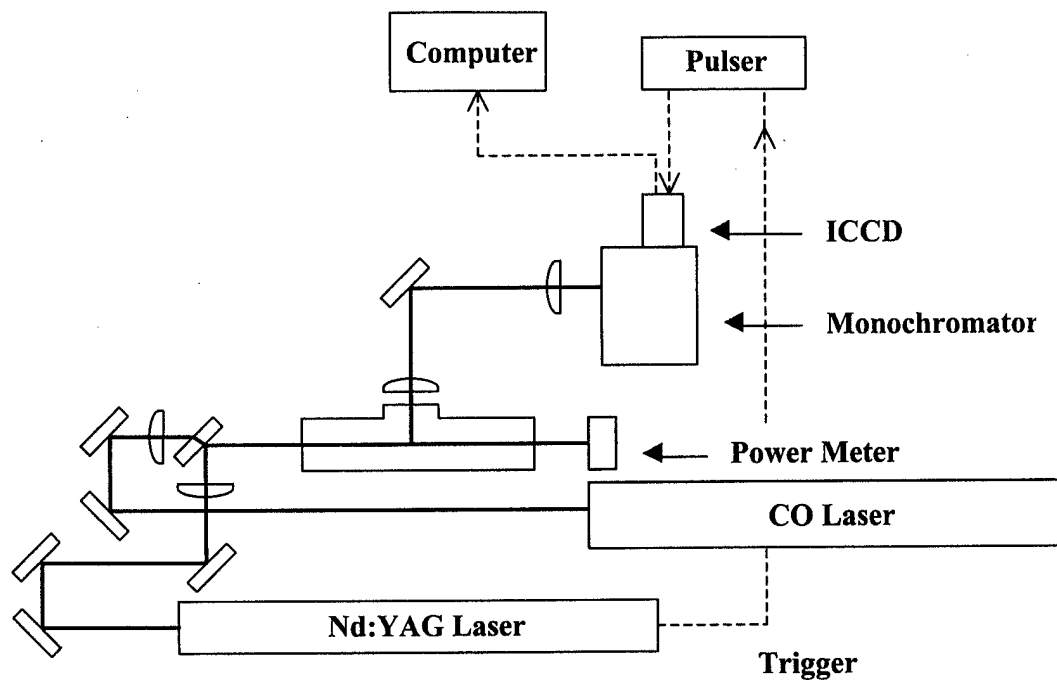 Computer
Pulser
ICCD
Monochromator
Power Meter
CO Laser
Nd:YAG Laser
Trigger